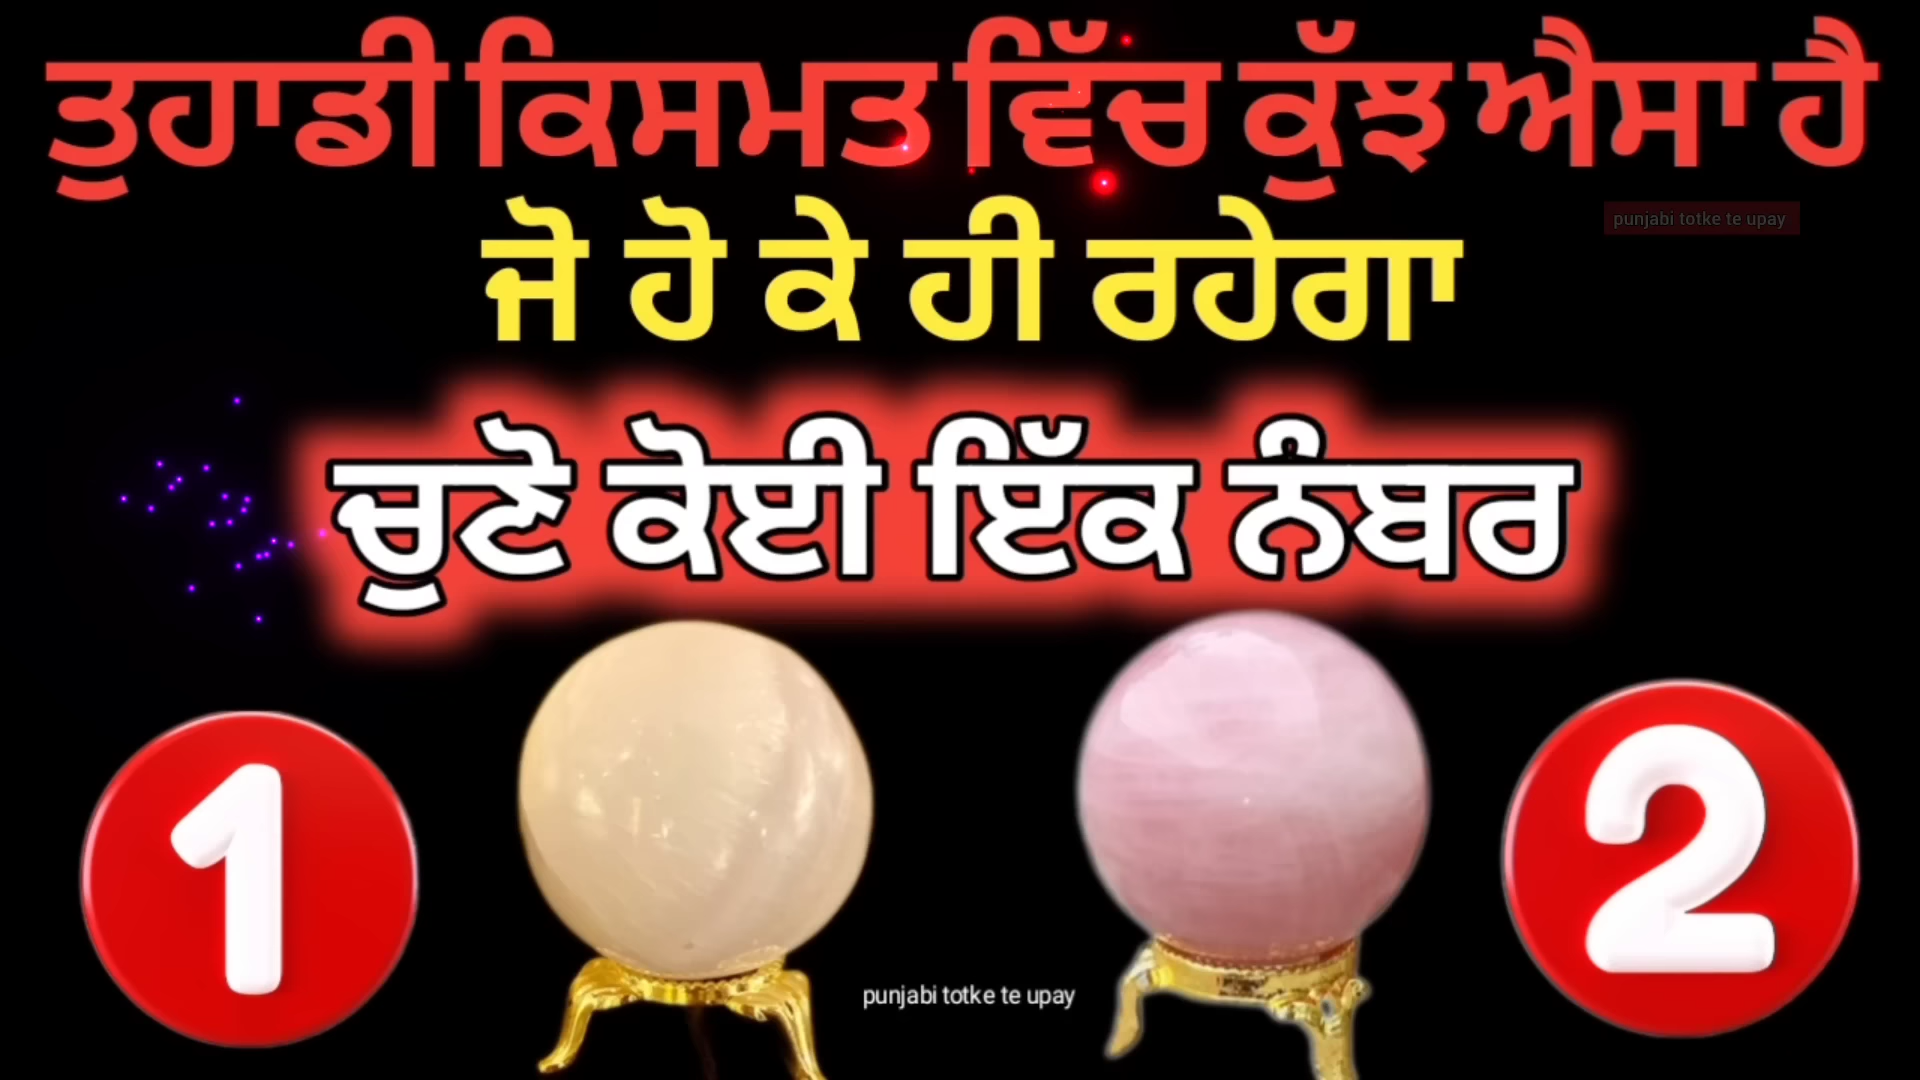 ਤੁਹਾਡੀ ਕਿਸਮਤ ਵਿੱਚ ਕੁੱਝ ਐਸਾ ਹੈ
punjabi totke te upay
ਜੋ ਹੋ ਕੇ ਹੀ ਰਹੇਗਾ
ਚੁਣੋ ਕੋਈ ਇੱਕ ਨੰਬਰ
1
2
punjabi totke te upay